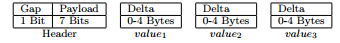 Gap Payload Delta Delta Delta
1 Bit 7 Bits 0-4 Bytes 0-4 Bytes 0-4 Bytes
Header value₁ value₂ value₃